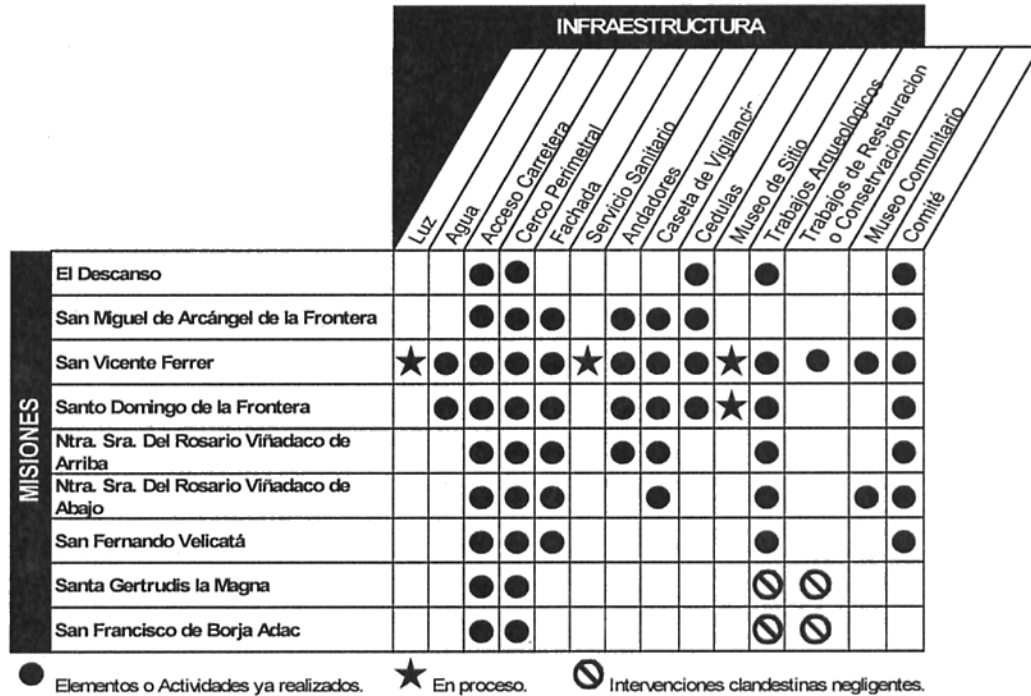 INFRAESTRUCTURA
Luz
Agua
Acceso Carretera
Cerco Perimetral
Fachada
Servicio Sanitario
Andadores
Caseta de Vigilancia
Cedulas
Museo de Sitio
Trabajos Arqueologicos
Trabajos de Restauracion
o Consetrvacion
Museo Comunitario
Comité
MISIONES
El Descanso
San Miguel de Arcángel de la Frontera
San Vicente Ferrer
Santo Domingo de la Frontera
Ntra. Sra. Del Rosario Viñadaco de
Arriba
Ntra. Sra. Del Rosario Viñadaco de
Abajo
San Fernando Velicatá
Santa Gertrudis la Magna
San Francisco de Borja Adac
Elementos o Actividades ya realizados.
En proceso.
Intervenciones clandestinas negligentes.